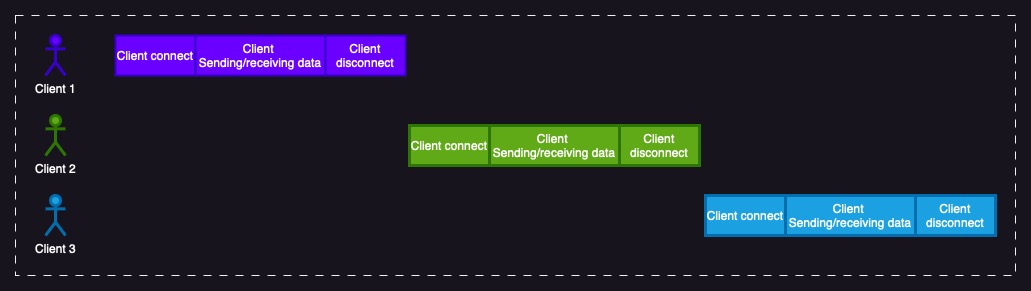 Client connect
Client
Sending/receiving data
Client
disconnect
Client 1
Client connect
Client
Sending/receiving data
Client
disconnect
Client 2
Client connect
Client
Sending/receiving data
Client
disconnect
Client 3